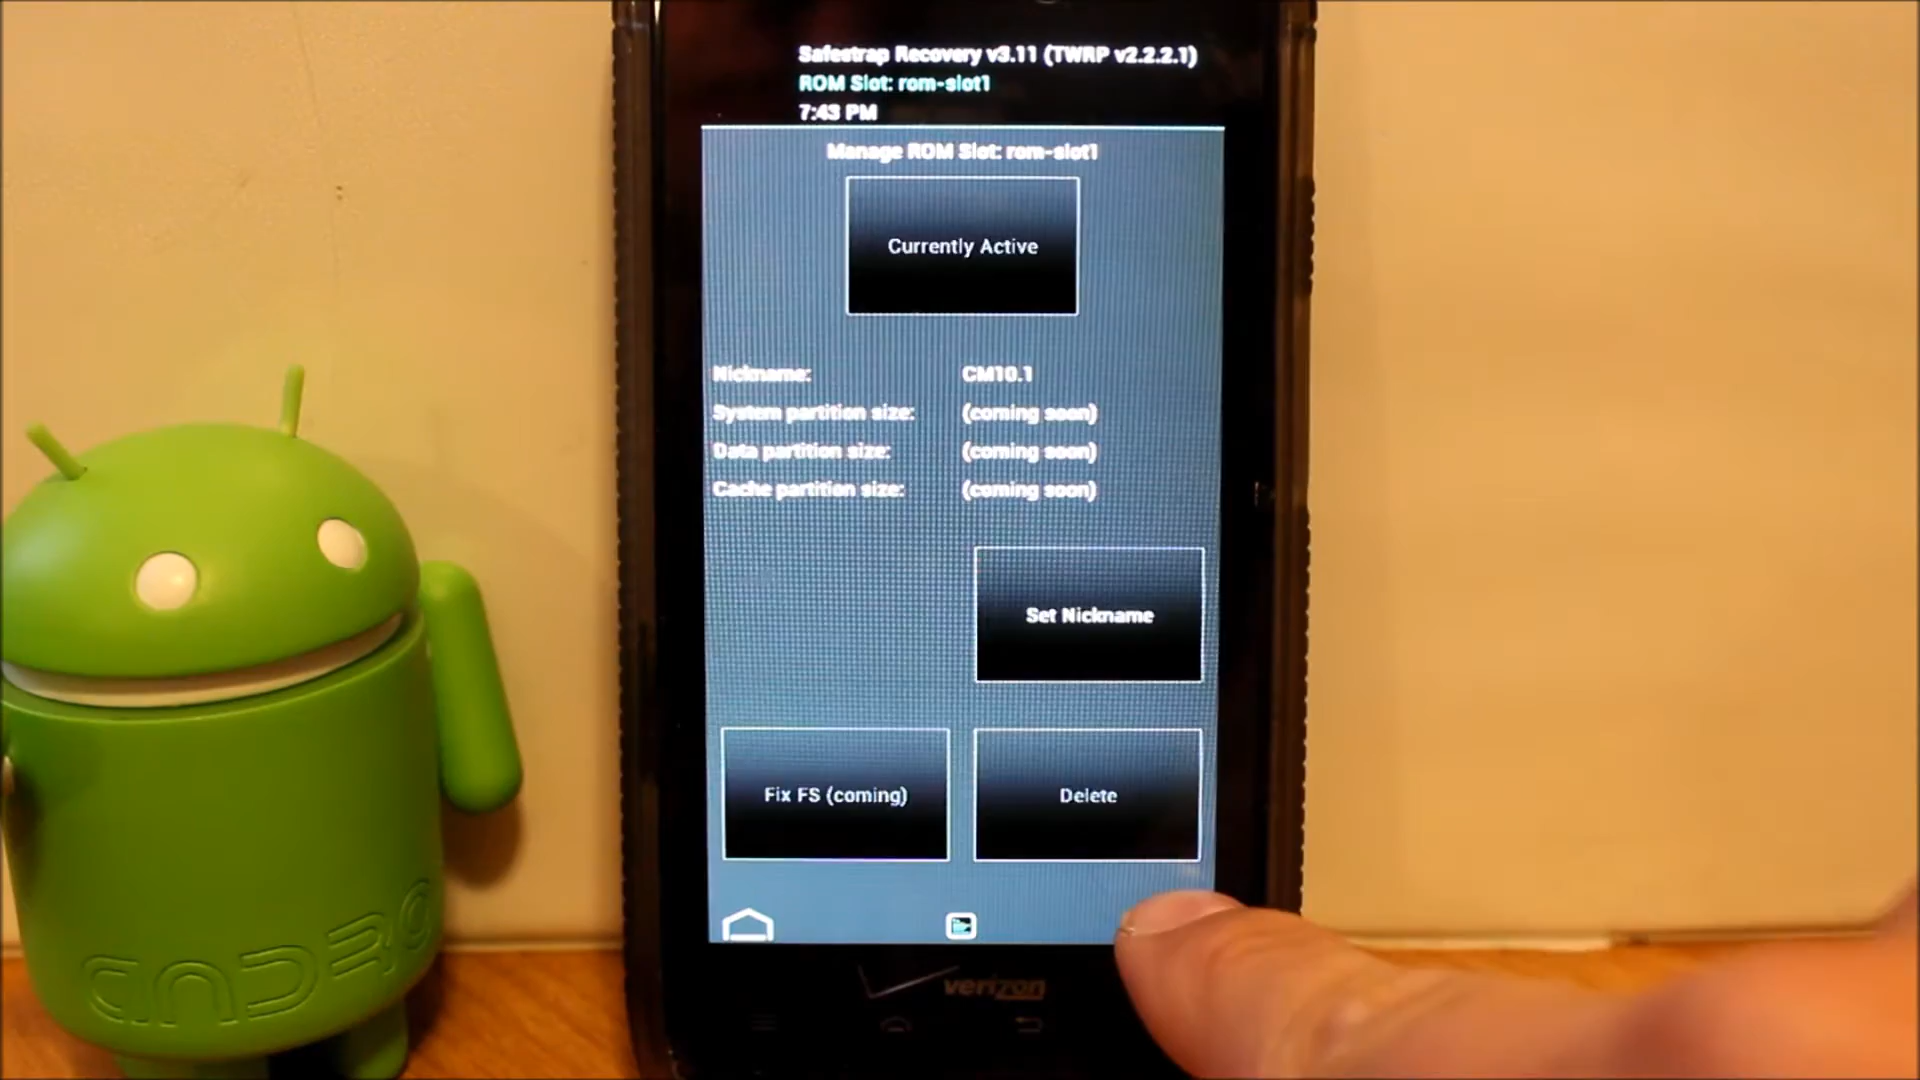 Safestrap Recovery v3.11 (TWRP v2.2.2.1)
ROM Slot: rom-slot1
7:43 PM
Manage ROM Slot: rom-slot1
Currently Active
Nickname: CM10.1
System partition size: (coming soon)
Data partition size: (coming soon)
Cache partition size: (coming soon)
Set Nickname
Fix FS (coming) Delete
verizon
ANDRO